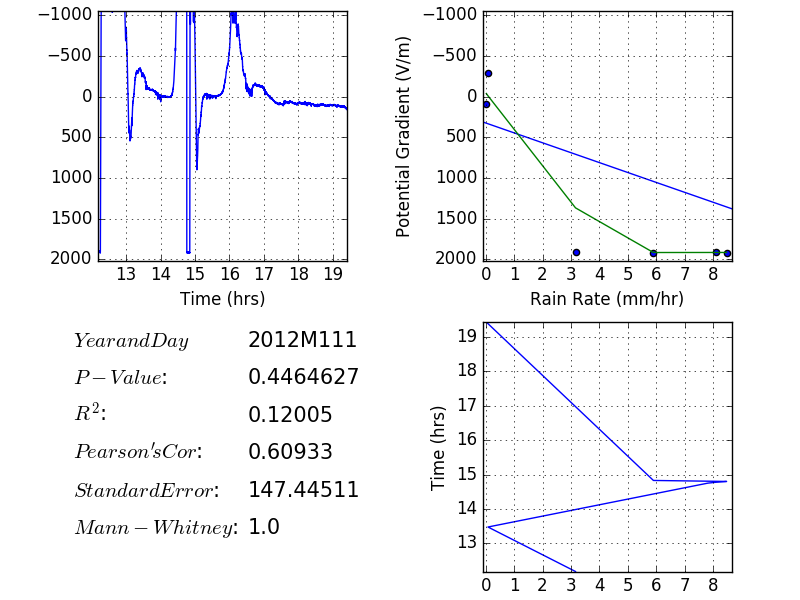 −1000
−500
0
500
1000
1500
2000
13 14 15 16 17 18 19
Time (hrs)
Potential Gradient (V/m)
−1000
−500
0
500
1000
1500
2000
0 1 2 3 4 5 6 7 8
Rain Rate (mm/hr)
YearandDay 2012M111
P−Value: 0.4464627
R²: 0.12005
Pearson'sCor: 0.60933
StandardError: 147.44511
Mann−Whitney: 1.0
Time (hrs)
19
18
17
16
15
14
13
0 1 2 3 4 5 6 7 8